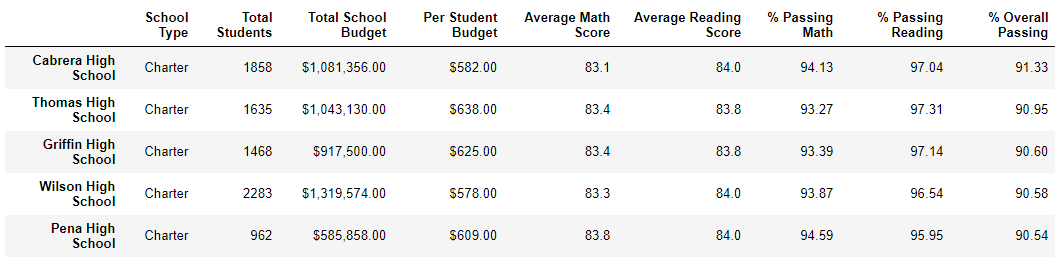 School Type Total Students Total School Budget Per Student Budget Average Math Score Average Reading Score % Passing Math % Passing Reading % Overall Passing
Cabrera High School Charter 1858 $1,081,356.00 $582.00 83.1 84.0 94.13 97.04 91.33
Thomas High School Charter 1635 $1,043,130.00 $638.00 83.4 83.8 93.27 97.31 90.95
Griffin High School Charter 1468 $917,500.00 $625.00 83.4 83.8 93.39 97.14 90.60
Wilson High School Charter 2283 $1,319,574.00 $578.00 83.3 84.0 93.87 96.54 90.58
Pena High School Charter 962 $585,858.00 $609.00 83.8 84.0 94.59 95.95 90.54